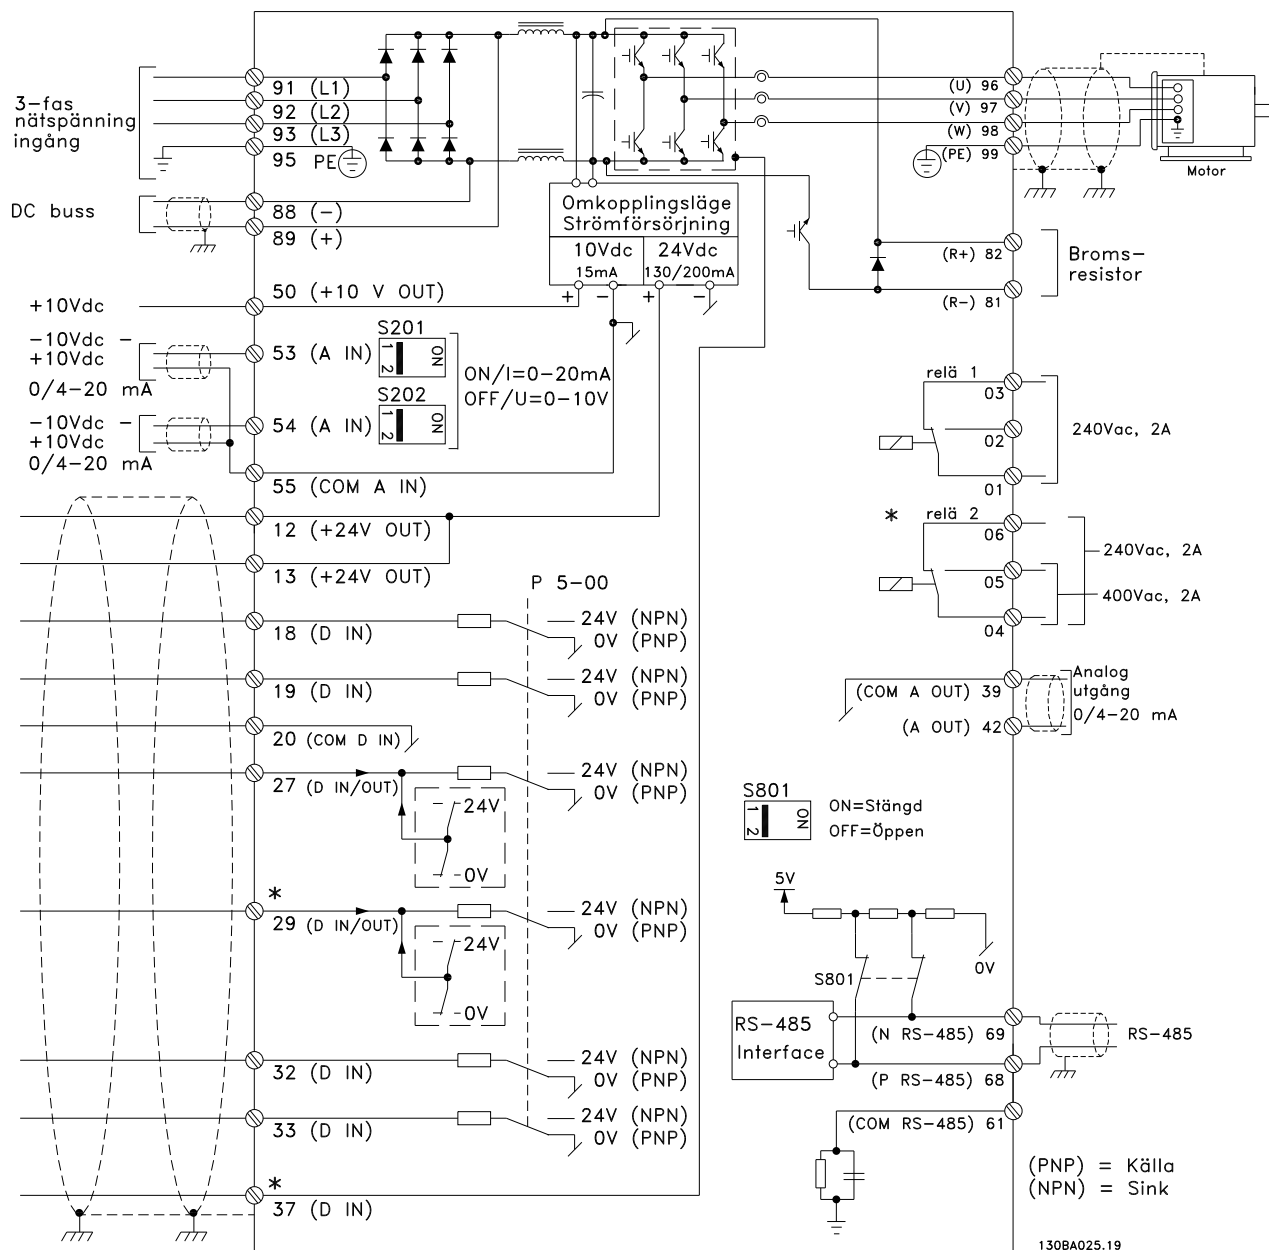 3-fas
nätspänning
ingång
91 (L1)
92 (L2)
93 (L3)
95 PE
DC buss
88 (-)
89 (+)
+10Vdc
50 (+10 V OUT)
-10Vdc -
+10Vdc
0/4-20 mA
53 (A IN)
S201
1
2
ON
-10Vdc -
+10Vdc
0/4-20 mA
54 (A IN)
S202
1
2
ON
ON/I=0-20mA
OFF/U=0-10V
55 (COM A IN)
12 (+24V OUT)
13 (+24V OUT)
Omkopplingsläge
Strömförsörjning
10Vdc
15mA
24Vdc
130/200mA
+ - + -
P 5-00
18 (D IN)
24V (NPN)
0V (PNP)
19 (D IN)
24V (NPN)
0V (PNP)
20 (COM D IN)
27 (D IN/OUT)
24V (NPN)
0V (PNP)
24V
0V
*
29 (D IN/OUT)
24V (NPN)
0V (PNP)
24V
0V
32 (D IN)
24V (NPN)
0V (PNP)
33 (D IN)
24V (NPN)
0V (PNP)
*
37 (D IN)
(U) 96
(V) 97
(W) 98
(PE) 99
Motor
(R+) 82
(R-) 81
Broms-
resistor
relä 1
03
02
01
240Vac, 2A
* relä 2
06
05
04
240Vac, 2A
400Vac, 2A
(COM A OUT) 39
(A OUT) 42
Analog
utgång
0/4-20 mA
S801
1
2
ON
ON=Stängd
OFF=Öppen
5V
S801
0V
RS-485
Interface
(N RS-485) 69
(P RS-485) 68
(COM RS-485) 61
RS-485
(PNP) = Källa
(NPN) = Sink
130BA025.19